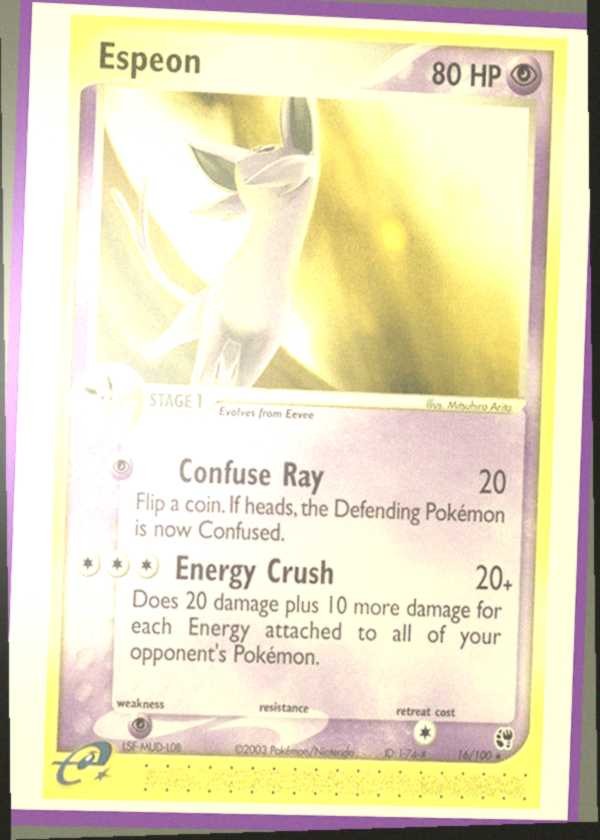 Espeon
80 HP
STAGE 1
Evolves from Eevee
Illus. Mitsuhiro Arita
Confuse Ray 20
Flip a coin. If heads, the Defending Pokémon
is now Confused.
Energy Crush 20+
Does 20 damage plus 10 more damage for
each Energy attached to all of your
opponent's Pokémon.
weakness resistance retreat cost
©2003 Pokémon/Nintendo
16/100